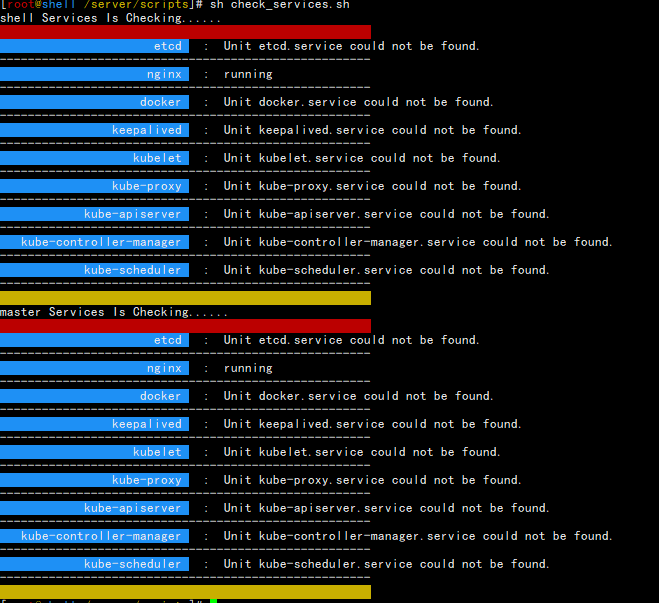 [root@shell /server/scripts]# sh check_services.sh
shell Services Is Checking......
etcd : Unit etcd.service could not be found.
------------------------------------------------------
nginx : running
------------------------------------------------------
docker : Unit docker.service could not be found.
------------------------------------------------------
keepalived : Unit keepalived.service could not be found.
------------------------------------------------------
kubelet : Unit kubelet.service could not be found.
------------------------------------------------------
kube-proxy : Unit kube-proxy.service could not be found.
------------------------------------------------------
kube-apiserver : Unit kube-apiserver.service could not be found.
------------------------------------------------------
kube-controller-manager : Unit kube-controller-manager.service could not be found.
------------------------------------------------------
kube-scheduler : Unit kube-scheduler.service could not be found.
------------------------------------------------------
master Services Is Checking......
etcd : Unit etcd.service could not be found.
------------------------------------------------------
nginx : running
------------------------------------------------------
docker : Unit docker.service could not be found.
------------------------------------------------------
keepalived : Unit keepalived.service could not be found.
------------------------------------------------------
kubelet : Unit kubelet.service could not be found.
------------------------------------------------------
kube-proxy : Unit kube-proxy.service could not be found.
------------------------------------------------------
kube-apiserver : Unit kube-apiserver.service could not be found.
------------------------------------------------------
kube-controller-manager : Unit kube-controller-manager.service could not be found.
------------------------------------------------------
kube-scheduler : Unit kube-scheduler.service could not be found.
------------------------------------------------------
[root@shell /server/scripts]#